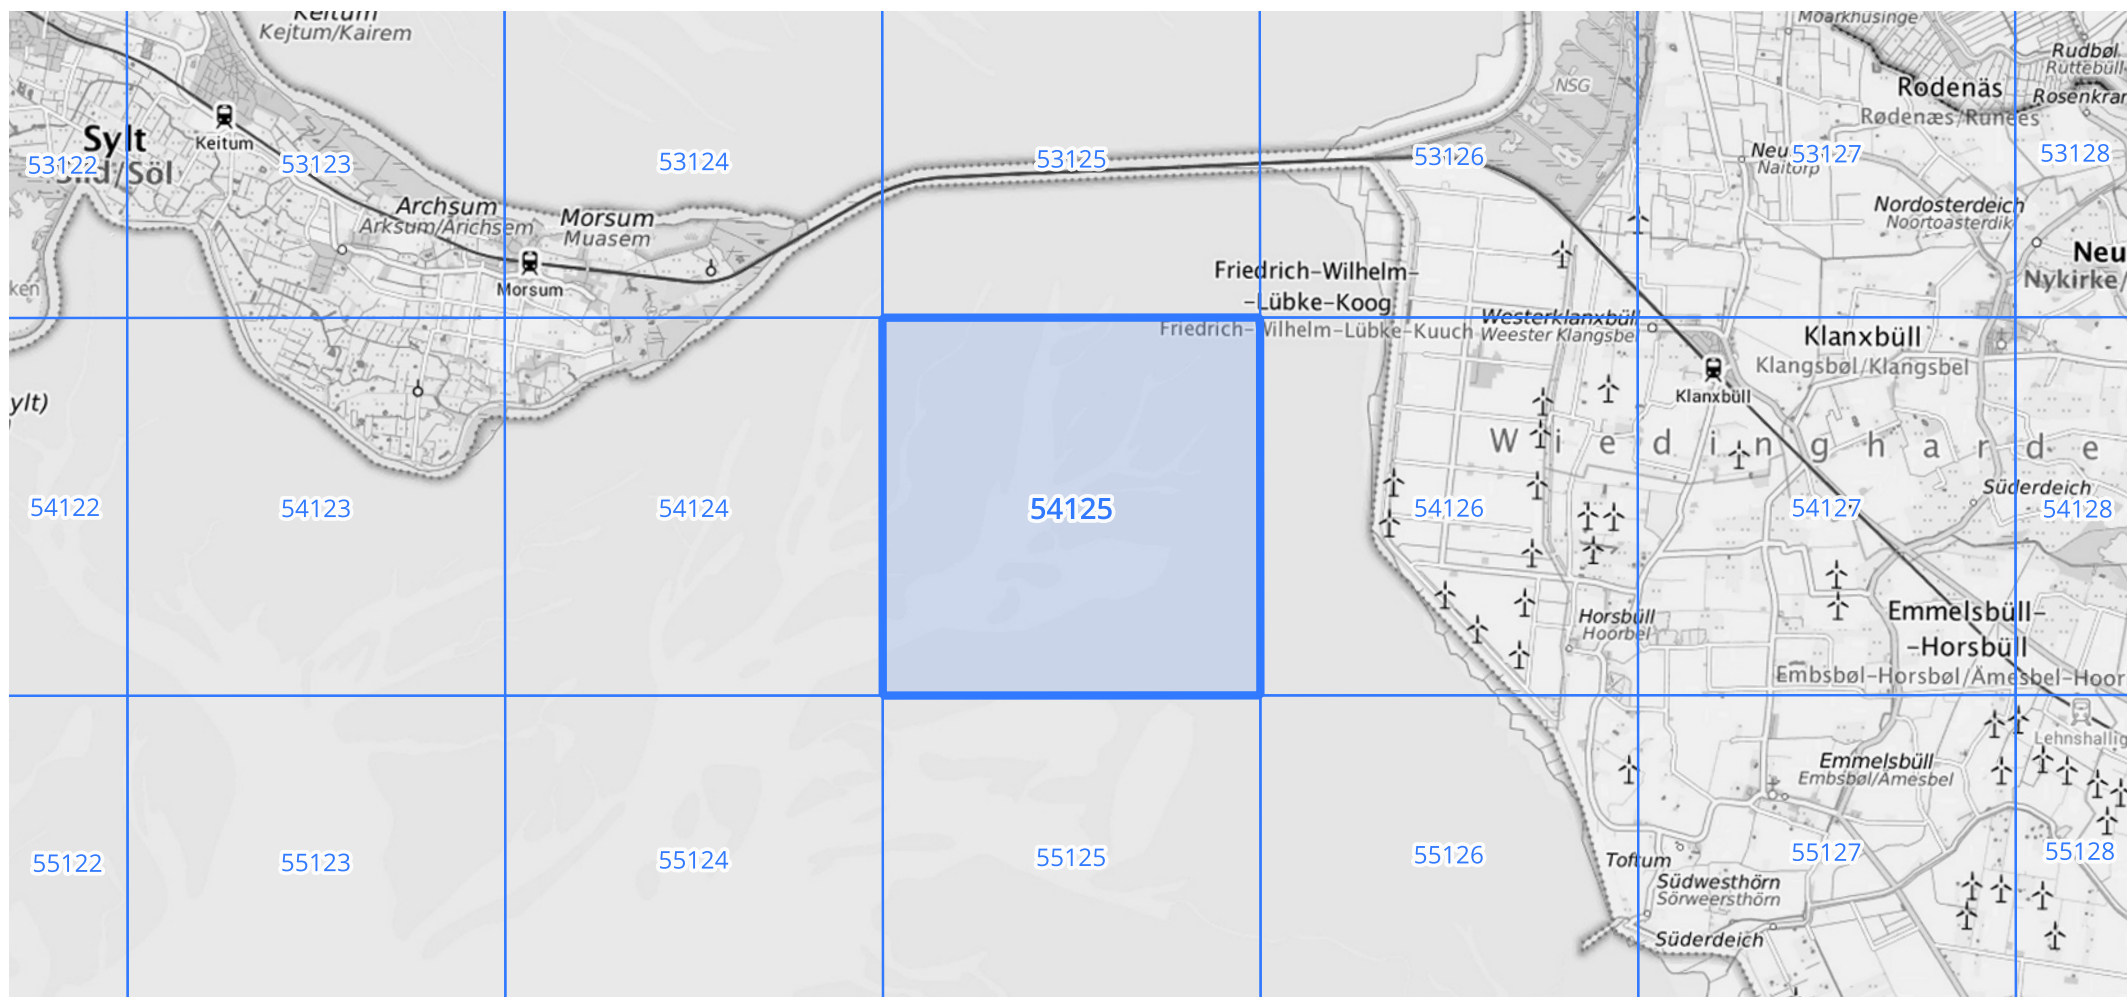 Keitum
Kejtum/Kairem
Moarkhusinge
Rudbøl
Rüttebüll
Rodenäs
Rødenæs/Runees
Rosenkran
NSG
Keitum
Sylt
Sild/Söl
53122
53123
53124
53125
53126
Neu
Naitorp
53127
53128
Archsum
Arksum/Arichsem
Morsum
Muasem
Nordosterdeich
Noortoasterdik
Neu
Nykirke/
Morsum
ken
Friedrich-Wilhelm-
-Lübke-Koog
Friedrich-Wilhelm-Lübke-Kuuch
Westerklanxbüll
Weester Klangsbel
Klanxbüll
Klangsbøl/Klangsbel
Klanxbüll
ylt)
Wiedingharde
Süderdeich
54122
54123
54124
54125
54126
54127
54128
Horsbüll
Hoorbel
Emmelsbüll-
-Horsbüll
Embsbøl-Horsbøl/Ämesbel-Hoor
Lehnshallig
Emmelsbüll
Embsbøl/Ämesbel
55122
55123
55124
55125
55126
55127
55128
Toftum
Südwesthörn
Sörweersthörn
Süderdeich